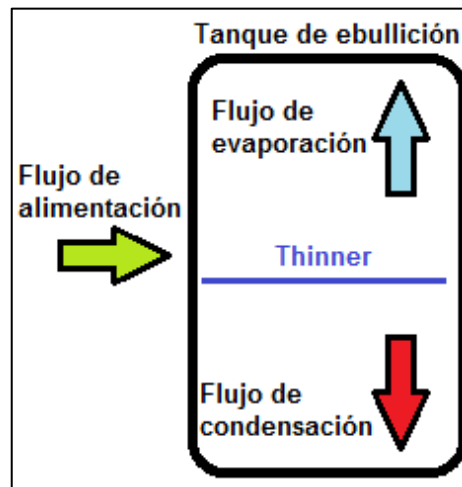 Tanque de ebullición
Flujo de
evaporación
Flujo de
alimentación
Thinner
Flujo de
condensación